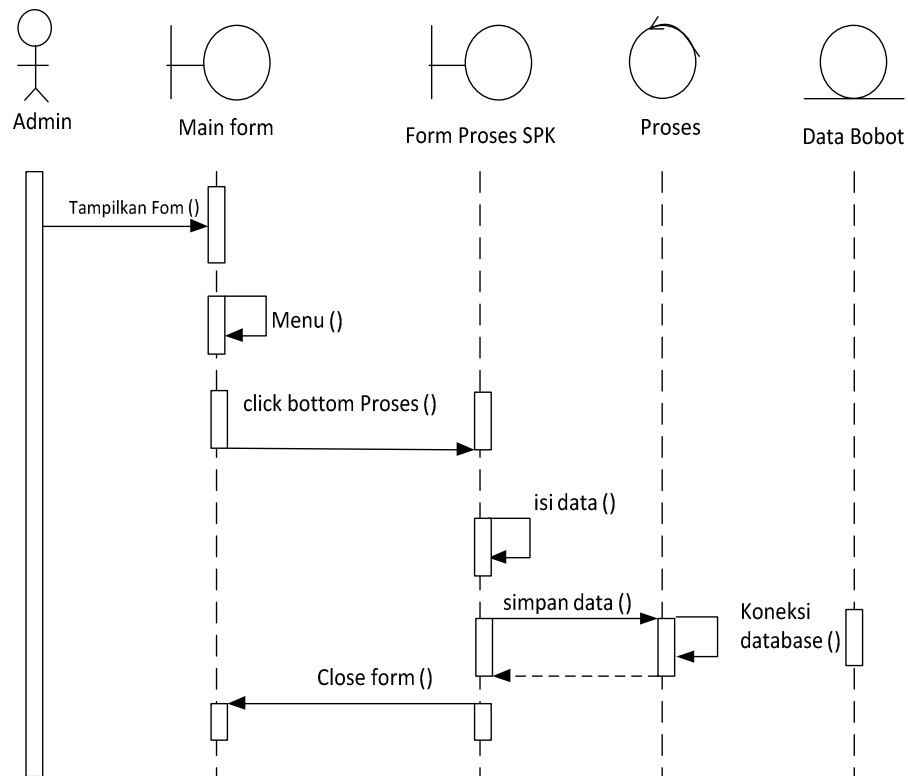 Admin
Main form
Form Proses SPK
Proses
Data Bobot
Tampilkan Fom ()
Menu ()
click bottom Proses ()
isi data ()
simpan data ()
Koneksi
database ()
Close form ()